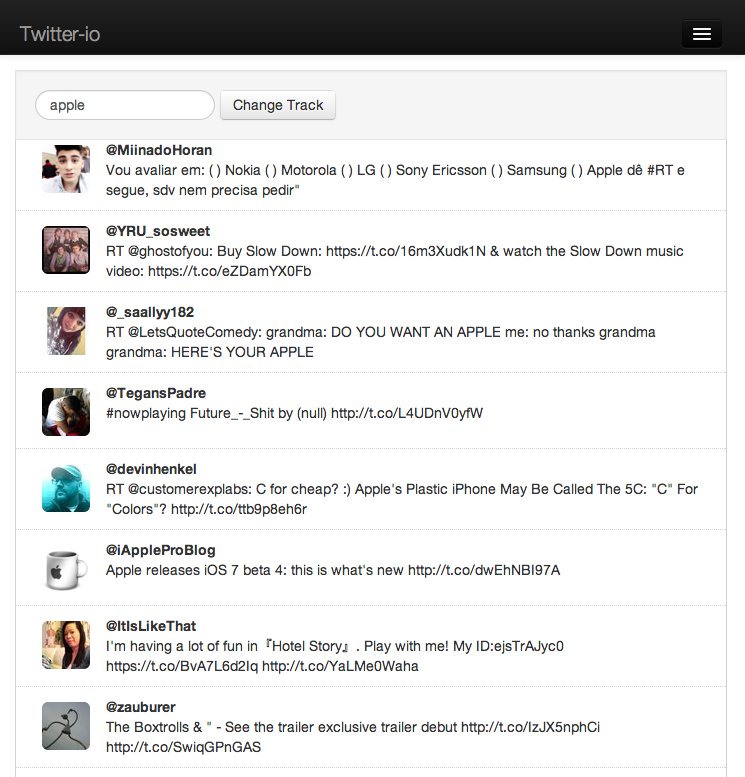 Twitter-io
apple
Change Track
@MiinadoHoran
Vou avaliar em: ( ) Nokia ( ) Motorola ( ) LG ( ) Sony Ericsson ( ) Samsung ( ) Apple dê #RT e
segue, sdv nem precisa pedir"
@YRU_sosweet
RT @ghostofyou: Buy Slow Down: https://t.co/16m3Xudk1N & watch the Slow Down music
video: https://t.co/eZDamYX0Fb
@_saallyy182
RT @LetsQuoteComedy: grandma: DO YOU WANT AN APPLE me: no thanks grandma
grandma: HERE'S YOUR APPLE
@TegansPadre
#nowplaying Future_-_Shit by (null) http://t.co/L4UDnV0yfW
@devinhenkel
RT @customerexplabs: C for cheap? :) Apple's Plastic iPhone May Be Called The 5C: "C" For
"Colors"? http://t.co/ttb9p8eh6r
@iAppleProBlog
Apple releases iOS 7 beta 4: this is what's new http://t.co/dwEhNBI97A
@ItIsLikeThat
I'm having a lot of fun in『Hotel Story』. Play with me! My ID:ejsTrAJyc0
https://t.co/BvA7L6d2Iq http://t.co/YaLMe0Waha
@zauburer
The Boxtrolls & " - See the trailer exclusive trailer debut http://t.co/IzJX5nphCi
http://t.co/SwiqGPnGAS